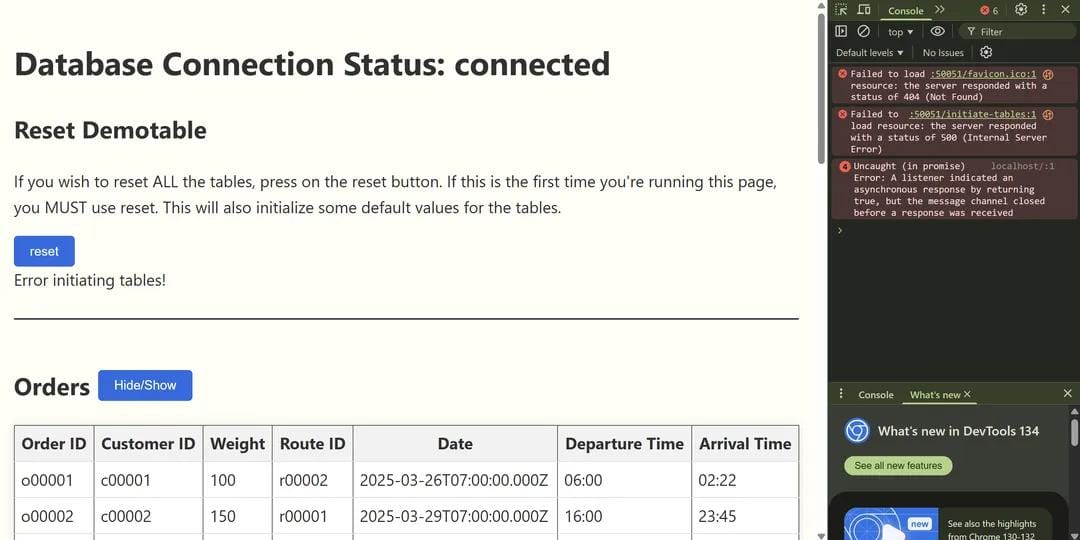 Database Connection Status: connected
Reset Demotable
If you wish to reset ALL the tables, press on the reset button. If this is the first time you're running this page,
you MUST use reset. This will also initialize some default values for the tables.
reset
Error initiating tables!
Orders Hide/Show
Order ID Customer ID Weight Route ID Date Departure Time Arrival Time
o00001 c00001 100 r00002 2025-03-26T07:00:00.000Z 06:00 02:22
o00002 c00002 150 r00001 2025-03-29T07:00:00.000Z 16:00 23:45
Console 6
top Filter
Default levels No Issues
Failed to load :50051/favicon.ico:1
resource: the server responded with a
status of 404 (Not Found)
Failed to :50051/initiate-tables:1
load resource: the server responded
with a status of 500 (Internal Server
Error)
4 Uncaught (in promise) localhost/:1
Error: A listener indicated an
asynchronous response by returning
true, but the message channel closed
before a response was received
Console What's new
What's new in DevTools 134
See all new features
new
See also the highlights
from Chrome 130-132